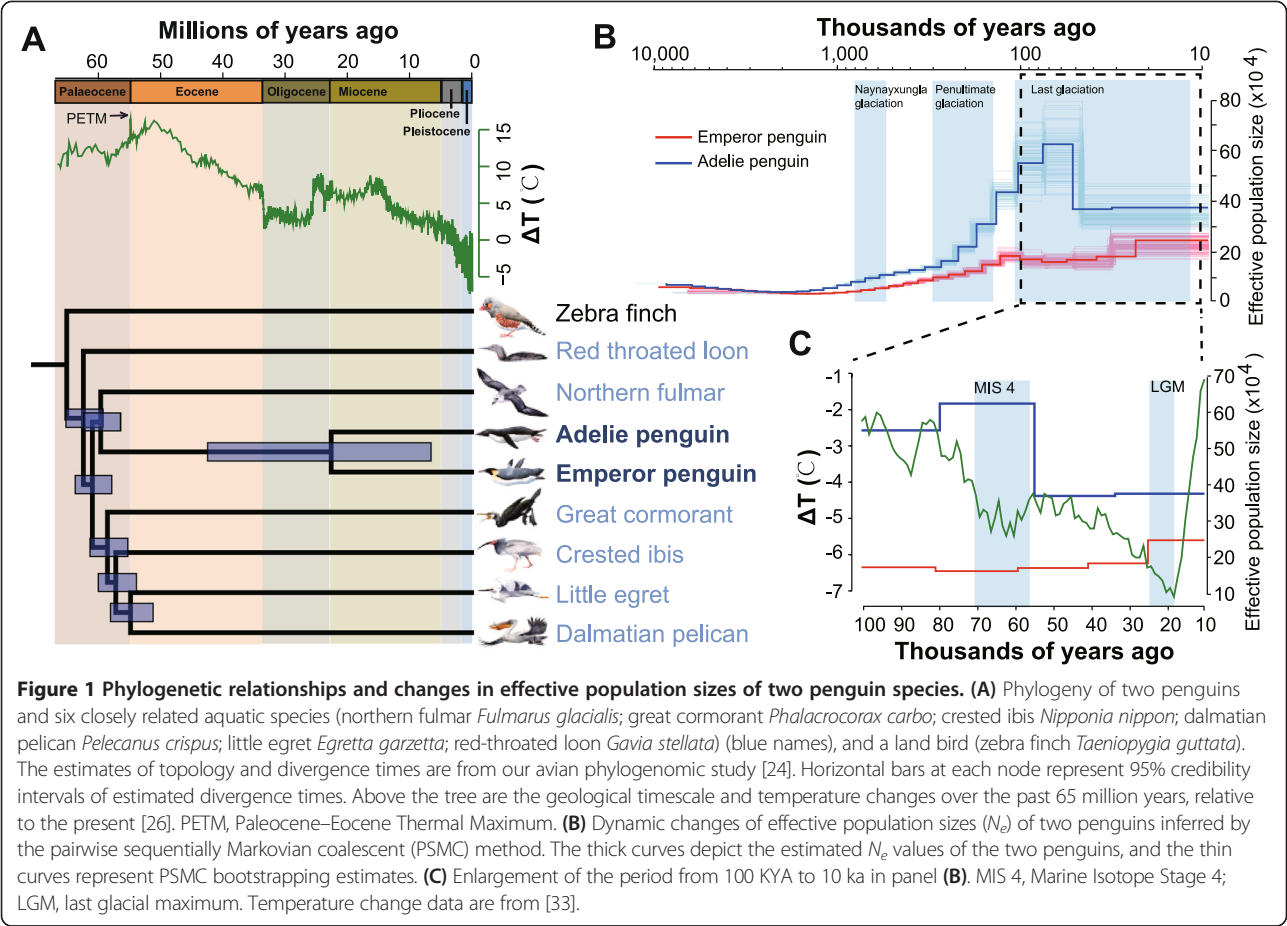 A
Millions of years ago
60 50 40 30 20 10 0
Palaeocene Eocene Oligocene Miocene
Pliocene
Pleistocene
PETM
15
10
5
0
−5
ΔT (℃)
Zebra finch
Red throated loon
Northern fulmar
Adelie penguin
Emperor penguin
Great cormorant
Crested ibis
Little egret
Dalmatian pelican
B
Thousands of years ago
10,000 1,000 100 10
Naynayxungla
glaciation
Penultimate
glaciation
Last glaciation
Emperor penguin
Adelie penguin
80
60
40
20
0
Effective population size (x10⁴)
C
MIS 4
LGM
-1
-2
-3
-4
-5
-6
-7
ΔT (℃)
70
60
50
40
30
20
10
Effective population size (x10⁴)
100 90 80 70 60 50 40 30 20 10
Thousands of years ago
Figure 1 Phylogenetic relationships and changes in effective population sizes of two penguin species. (A) Phylogeny of two penguins
and six closely related aquatic species (northern fulmar Fulmarus glacialis; great cormorant Phalacrocorax carbo; crested ibis Nipponia nippon; dalmatian
pelican Pelecanus crispus; little egret Egretta garzetta; red-throated loon Gavia stellata) (blue names), and a land bird (zebra finch Taeniopygia guttata).
The estimates of topology and divergence times are from our avian phylogenomic study [24]. Horizontal bars at each node represent 95% credibility
intervals of estimated divergence times. Above the tree are the geological timescale and temperature changes over the past 65 million years, relative
to the present [26]. PETM, Paleocene–Eocene Thermal Maximum. (B) Dynamic changes of effective population sizes (Nₑ) of two penguins inferred by
the pairwise sequentially Markovian coalescent (PSMC) method. The thick curves depict the estimated Nₑ values of the two penguins, and the thin
curves represent PSMC bootstrapping estimates. (C) Enlargement of the period from 100 KYA to 10 ka in panel (B). MIS 4, Marine Isotope Stage 4;
LGM, last glacial maximum. Temperature change data are from [33].